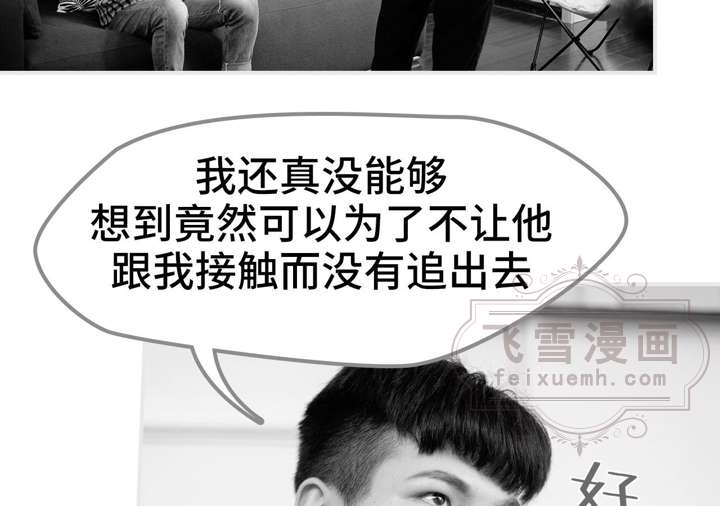 我还真没能够
想到竟然可以为了不让他
跟我接触而没有追出去
飞雪漫画
feixuemh.com
好